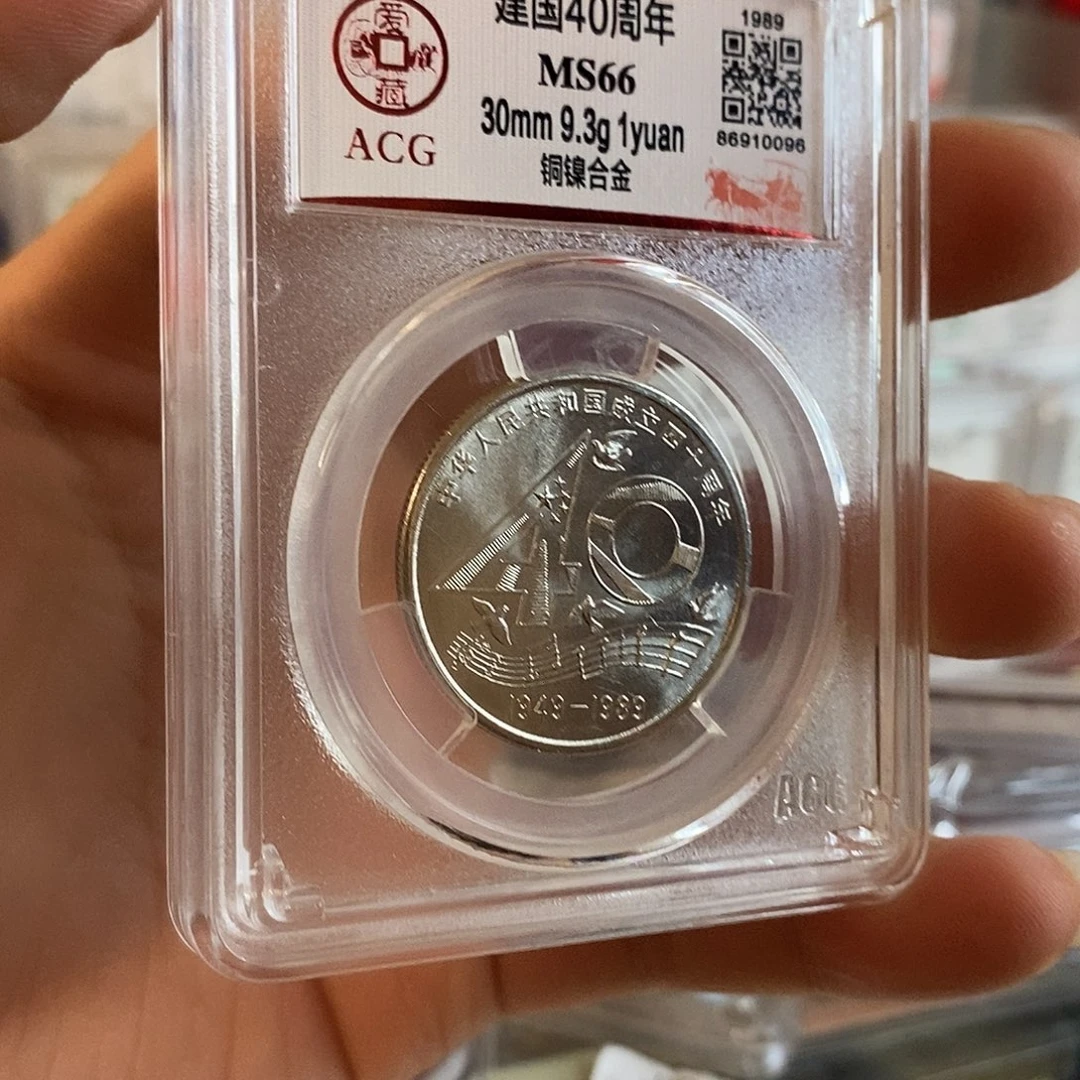 建国40周年
1989
爱藏
MS66
30mm 9.3g 1yuan
86910096
ACG
铜镍合金
中华人民共和国成立四十周年
1949-1989
ACG